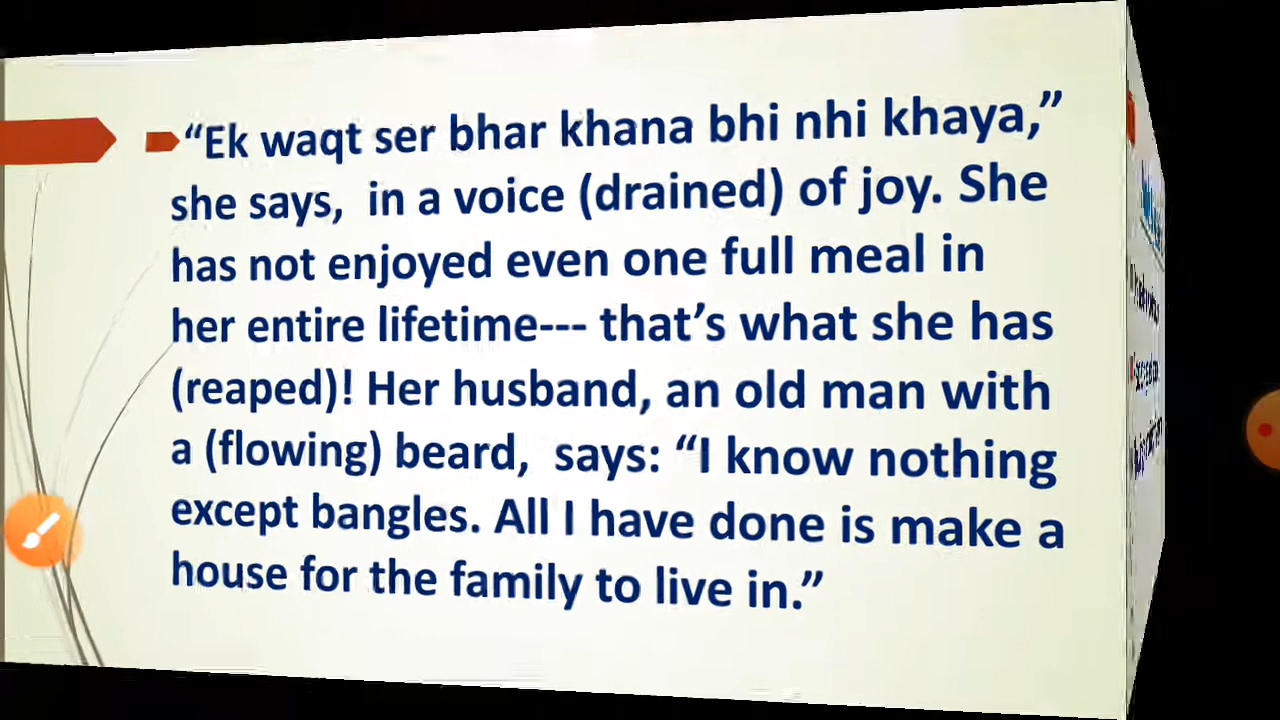 “Ek waqt ser bhar khana bhi nhi khaya,”
she says, in a voice (drained) of joy. She
has not enjoyed even one full meal in
her entire lifetime--- that’s what she has
(reaped)! Her husband, an old man with
a (flowing) beard, says: “I know nothing
except bangles. All I have done is make a
house for the family to live in.”